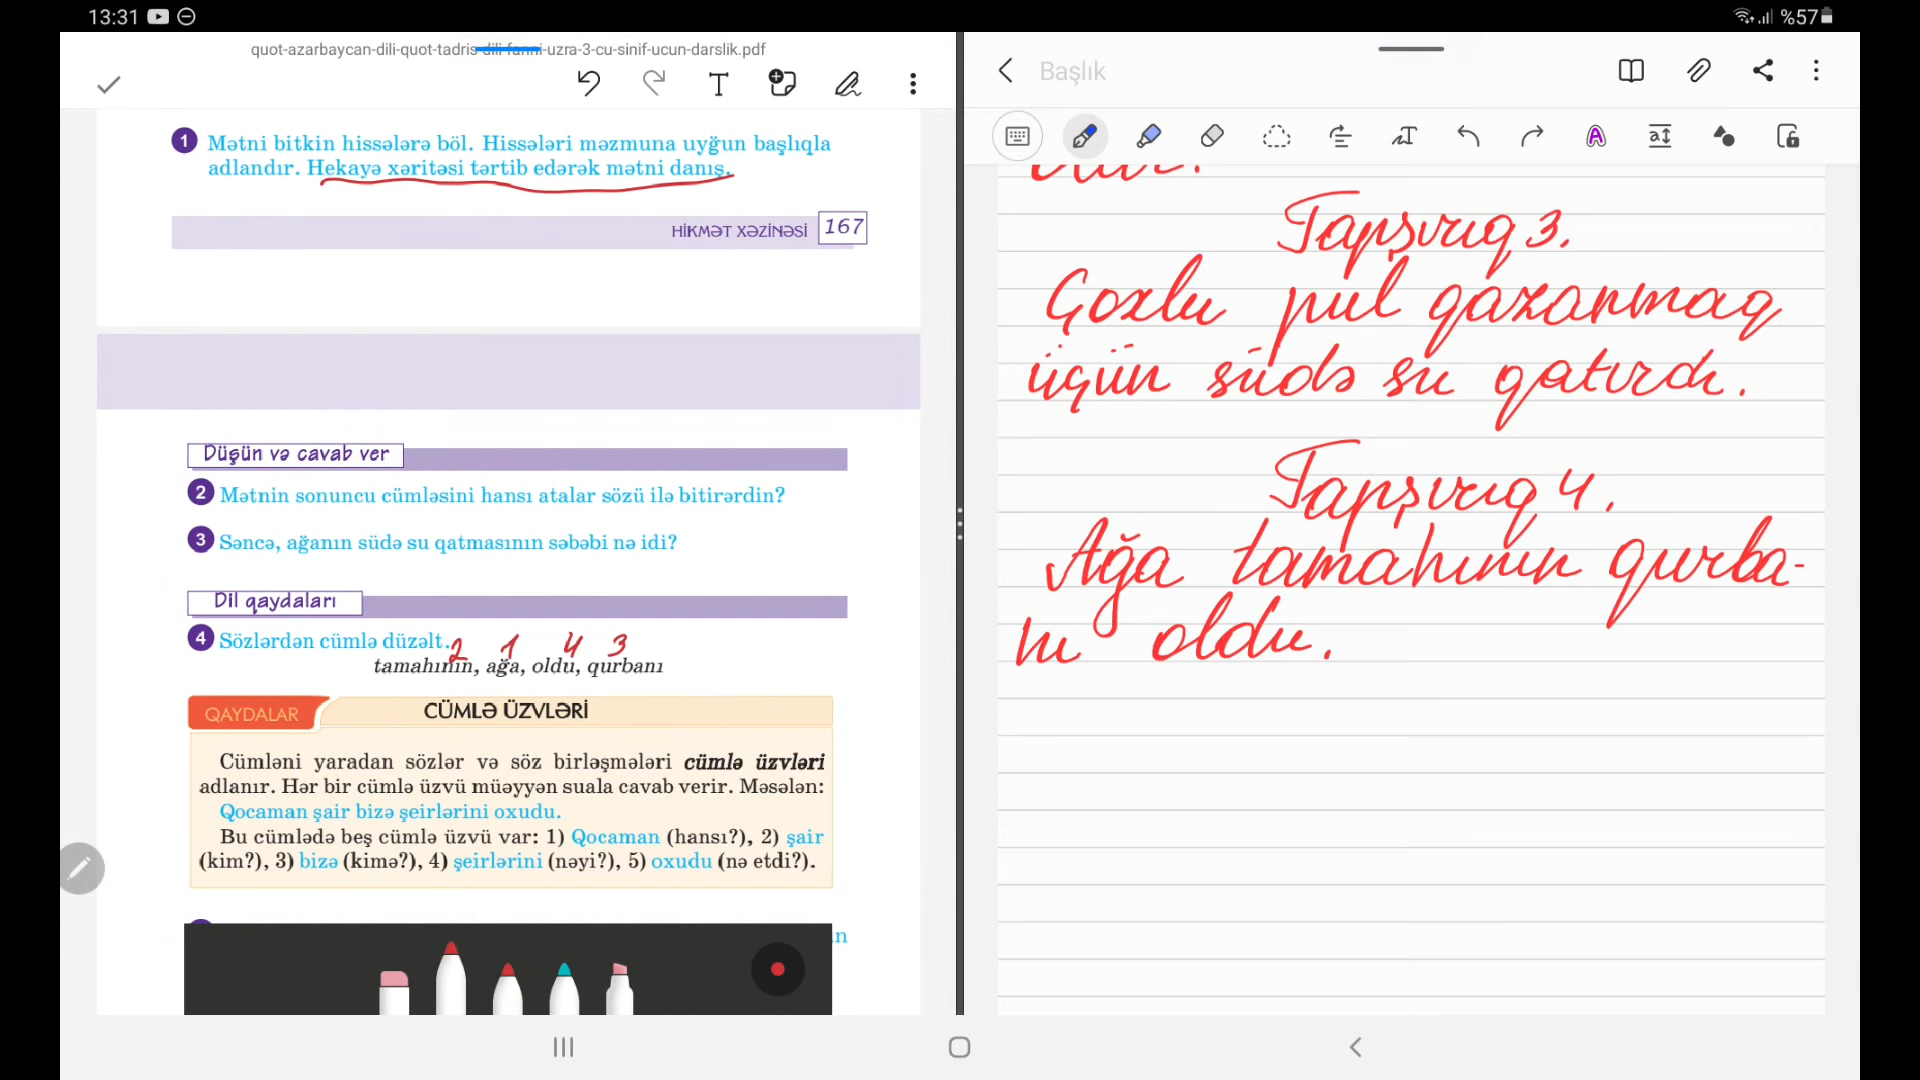 13:31
%57
quot-azarbaycan-dili-quot-tadris-dili-fanni-uzra-3-cu-sinif-ucun-darslik.pdf
1 Mətni bitkin hissələrə böl. Hissələri məzmuna uyğun başlıqla
adlandır. Hekayə xəritəsi tərtib edərək mətni danış.
HİKMƏT XƏZİNƏSİ 167
Düşün və cavab ver
2 Mətnin sonuncu cümləsini hansı atalar sözü ilə bitirərdin?
3 Səncə, ağanın südə su qatmasının səbəbi nə idi?
Dil qaydaları
4 Sözlərdən cümlə düzəlt.
2 1 4 3
tamahının, ağa, oldu, qurbanı
QAYDALAR CÜMLƏ ÜZVLƏRİ
Cümləni yaradan sözlər və söz birləşmələri cümlə üzvləri
adlanır. Hər bir cümlə üzvü müəyyən suala cavab verir. Məsələn:
Qocaman şair bizə şeirlərini oxudu.
Bu cümlədə beş cümlə üzvü var: 1) Qocaman (hansı?), 2) şair
(kim?), 3) bizə (kimə?), 4) şeirlərini (nəyi?), 5) oxudu (nə etdi?).
Başlık
Tapşırıq 3.
Çoxlu pul qazanmaq
üçün südə su qatırdı.
Tapşırıq 4.
Ağa tamahının qurba-
nı oldu.